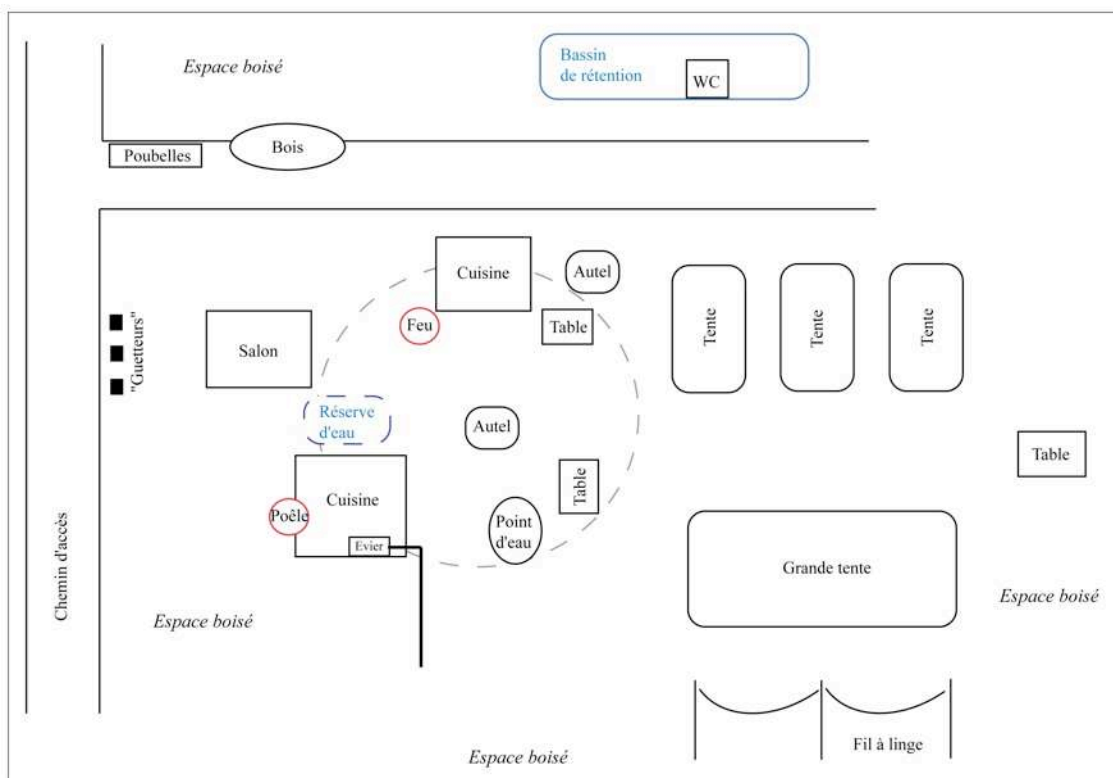 Espace boisé
Bassin
de rétention
WC
Poubelles
Bois
Cuisine
Autel
Feu
Table
"Guetteurs"
Salon
Tente
Tente
Tente
Réserve
d'eau
Autel
Table
Cuisine
Table
Poêle
Point
d'eau
Evier
Grande tente
Chemin d'accès
Espace boisé
Espace boisé
Fil à linge
Espace boisé